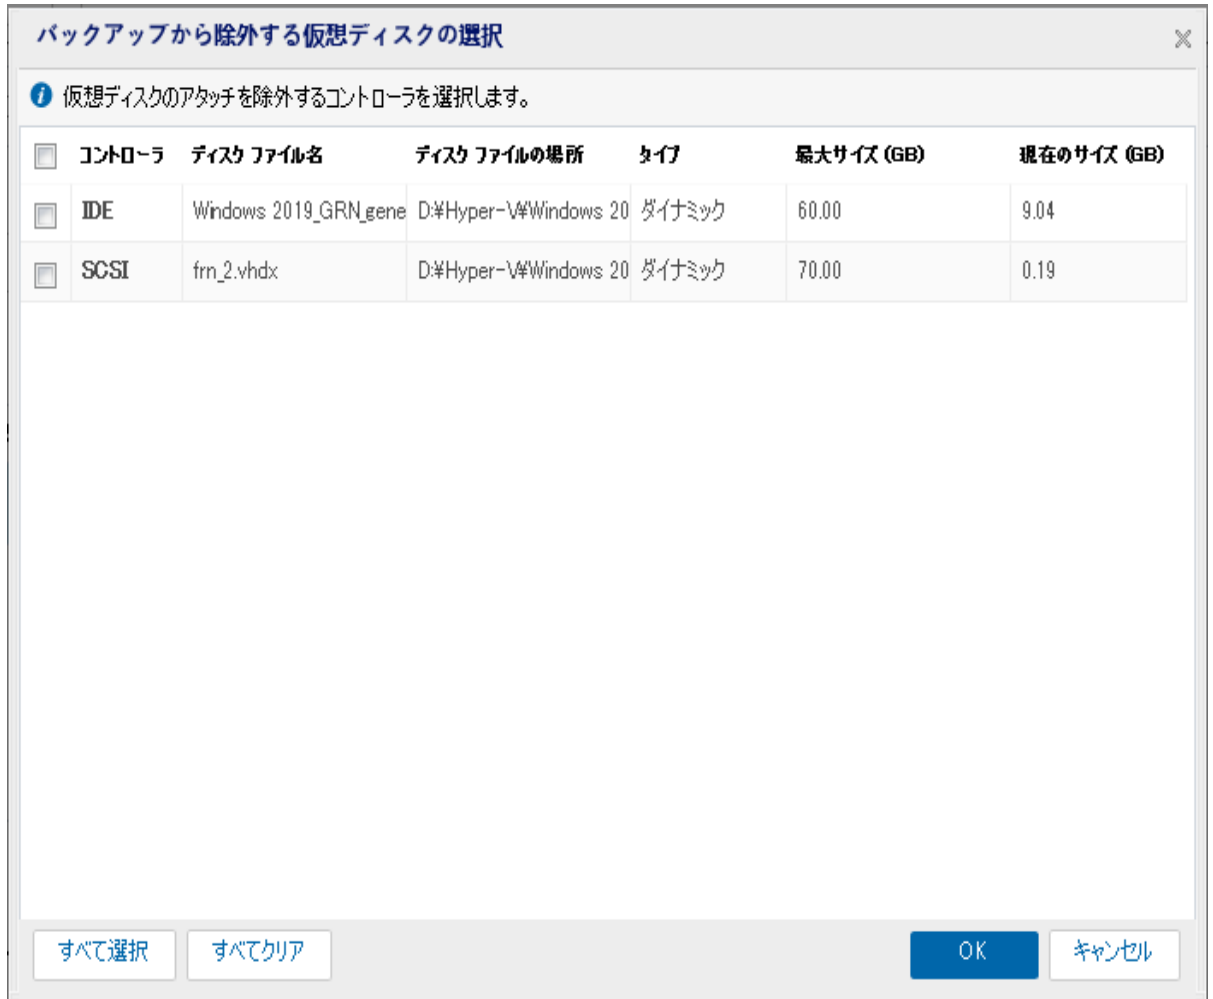 バックアップから除外する仮想ディスクの選択
仮想ディスクのアタッチを除外するコントローラを選択します。
コントローラ ディスク ファイル名 ディスク ファイルの場所 タイプ 最大サイズ (GB) 現在のサイズ (GB)
IDE Windows 2019_GRN_gene D:¥Hyper-V¥Windows 20 ダイナミック 60.00 9.04
SCSI frn_2.vhdx D:¥Hyper-V¥Windows 20 ダイナミック 70.00 0.19
すべて選択 すべてクリア OK キャンセル